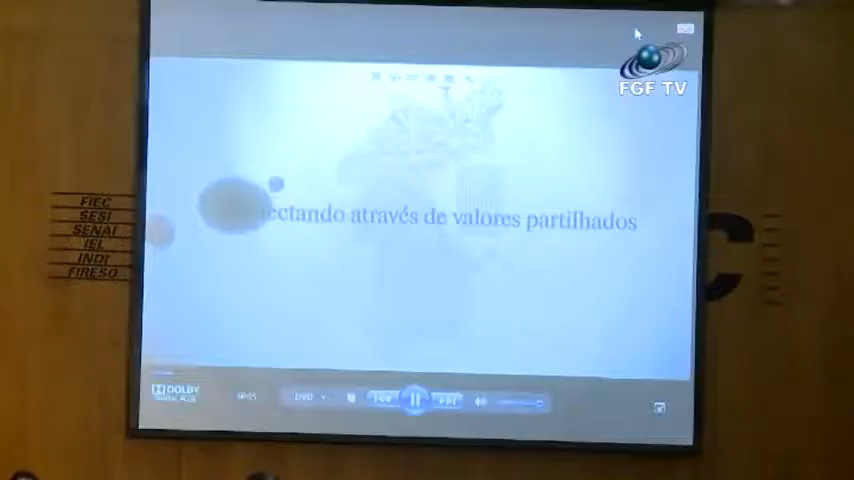 FGF TV
FIEC
SESI
SENAI
IEL
INDI
FIRESO
ectando através de valores partilhados
DOLBY
DVD